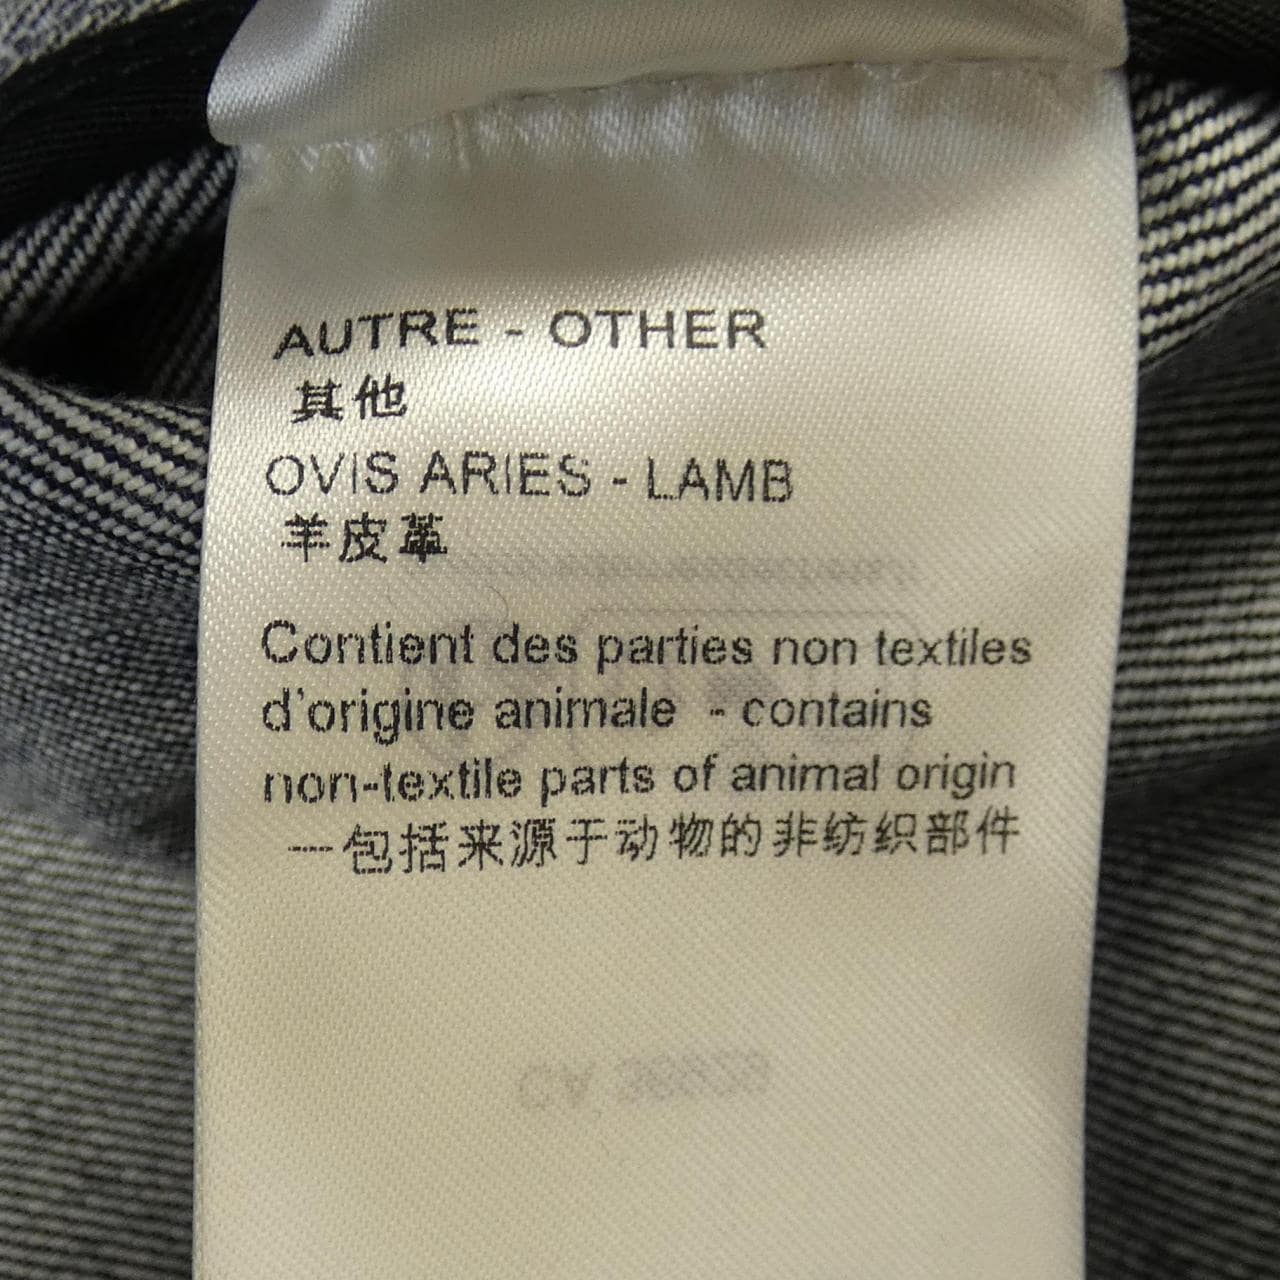 AUTRE - OTHER
其他
OVIS ARIES - LAMB
羊皮革
Contient des parties non textiles
d'origine animale - contains
non-textile parts of animal origin
一包括来源于动物的非纺织部件